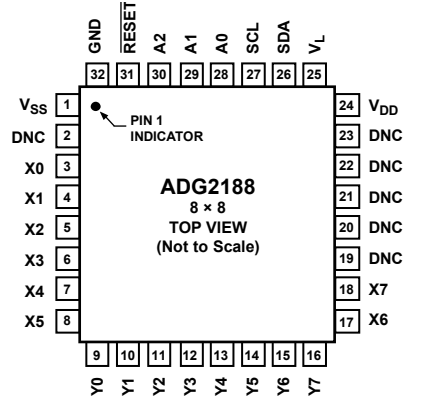 GND
RESET
A2
A1
A0
SCL
SDA
VL
32
31
30
29
28
27
26
25
VSS 1
DNC 2
X0 3
X1 4
X2 5
X3 6
X4 7
X5 8
PIN 1
INDICATOR
ADG2188
8 × 8
TOP VIEW
(Not to Scale)
24 VDD
23 DNC
22 DNC
21 DNC
20 DNC
19 DNC
18 X7
17 X6
9
10
11
12
13
14
15
16
Y0
Y1
Y2
Y3
Y4
Y5
Y6
Y7